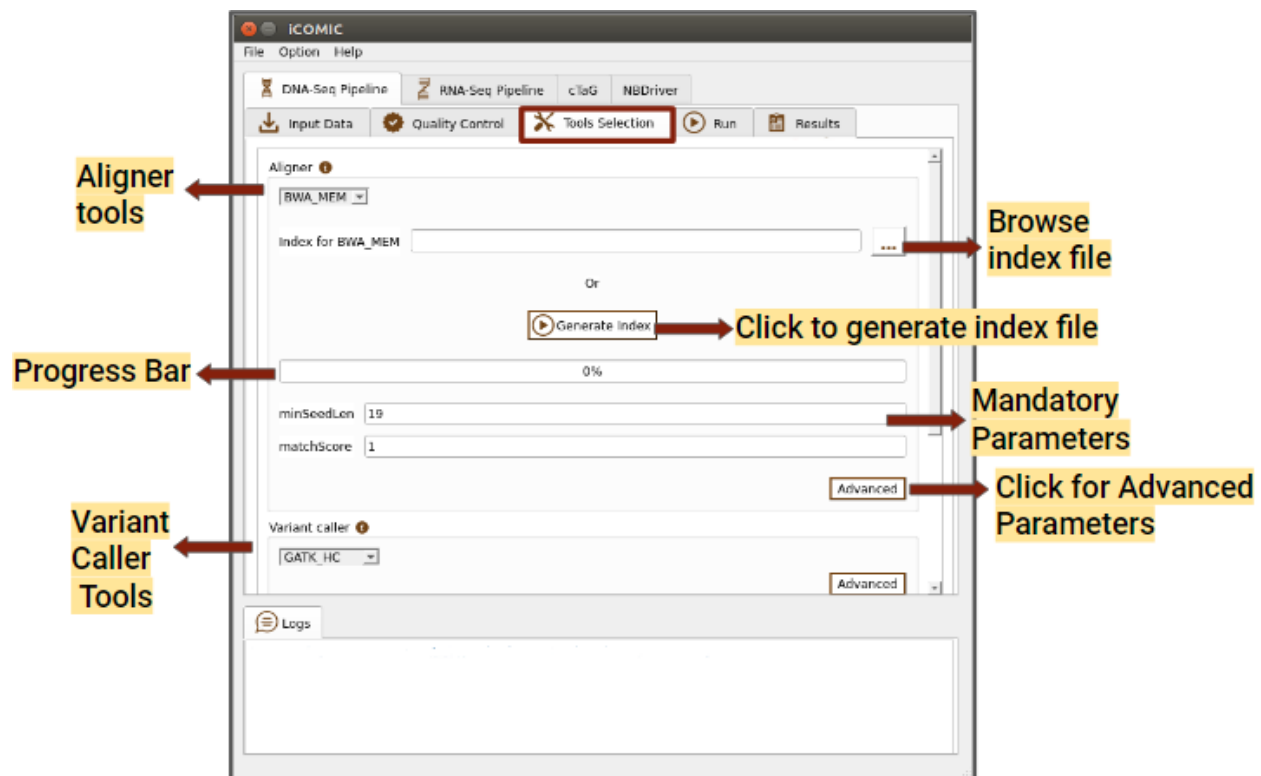 iCOMIC
File Option Help
DNA-Seq Pipeline RNA-Seq Pipeline cTaG NBDriver
Input Data Quality Control Tools Selection Run Results
Aligner
Aligner
tools
BWA_MEM
Index for BWA_MEM ...
Browse
index file
Or
Generate Index
Click to generate index file
Progress Bar
0%
minSeedLen 19
matchScore 1
Mandatory
Parameters
Advanced
Click for Advanced
Parameters
Variant caller
Variant
Caller
Tools
GATK_HC
Advanced
Logs